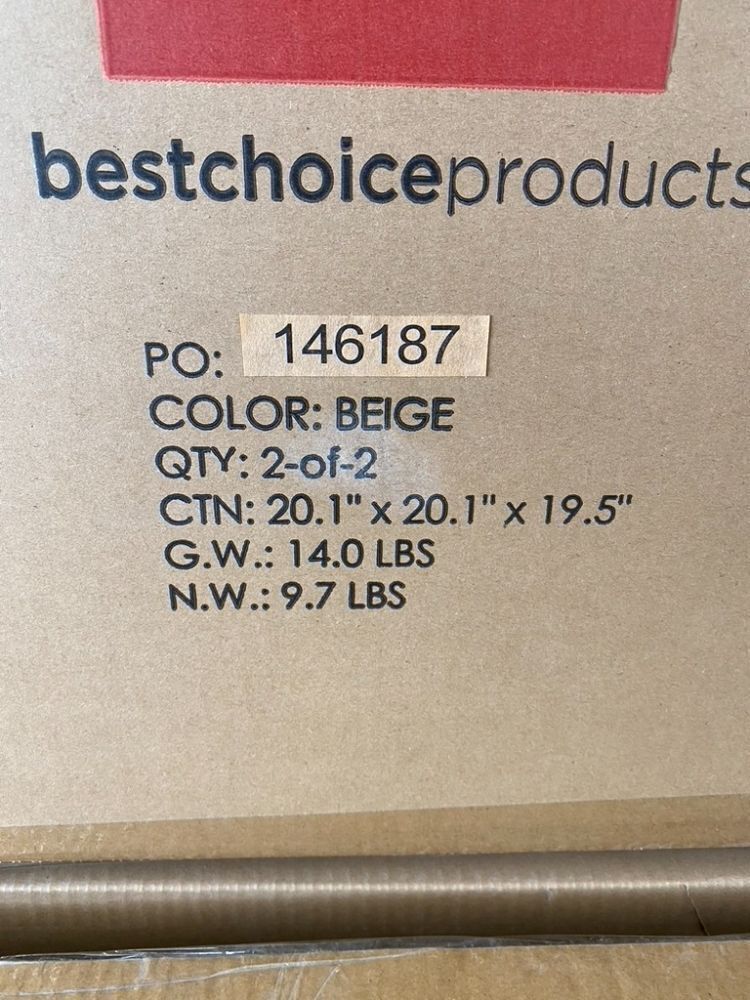 bestchoiceproducts
PO: 146187
COLOR: BEIGE
QTY: 2-of-2
CTN: 20.1" x 20.1" x 19.5"
G.W.: 14.0 LBS
N.W.: 9.7 LBS